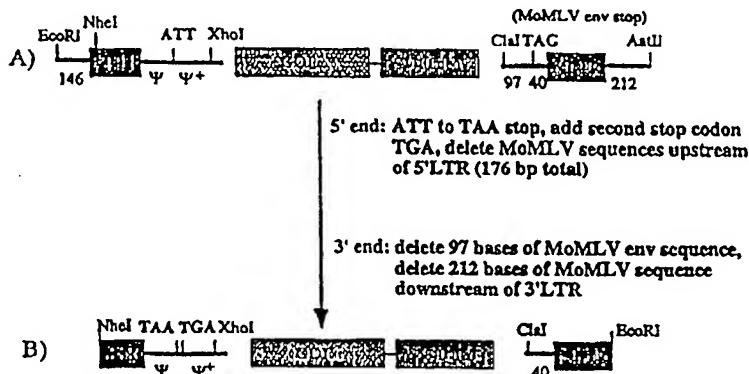 (MoMLV env stop)
EcoRI NheI ATT XhoI ClaI TAG AatII
A)
146 Ψ Ψ+ 97 40 212
5' end: ATT to TAA stop, add second stop codon
TGA, delete MoMLV sequences upstream
of 5'LTR (176 bp total)
3' end: delete 97 bases of MoMLV env sequence,
delete 212 bases of MoMLV sequence
downstream of 3'LTR
NheI TAA TGA XhoI ClaI EcoRI
B)
Ψ Ψ+ 40